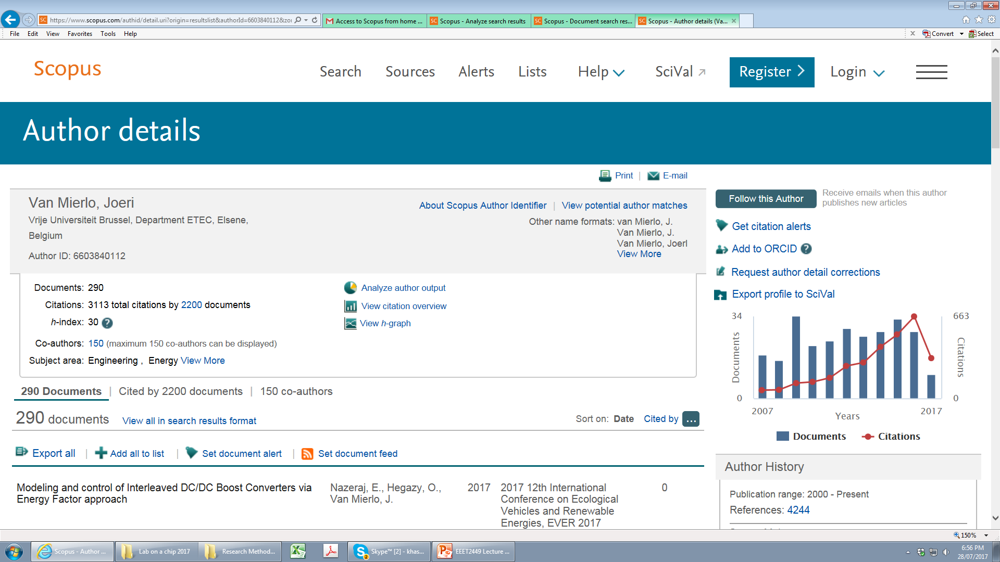 https://www.scopus.com/authid/detail.uri?origin=resultslist&authorId=6603840112&zoi
Access to Scopus from home ...
Scopus - Analyze search results
Scopus - Document search res...
Scopus - Author details (Va...
File Edit View Favorites Tools Help
Convert Select
Scopus
Search Sources Alerts Lists Help SciVal Register Login
Author details
Print | E-mail
Van Mierlo, Joeri
Vrije Universiteit Brussel, Department ETEC, Elsene,
Belgium
Author ID: 6603840112
About Scopus Author Identifier | View potential author matches
Other name formats: van Mierlo, J.
Van Mierlo, J.
Van Mierlo, Joerl
View More
Documents: 290
Citations: 3113 total citations by 2200 documents
h-index: 30 ?
Co-authors: 150 (maximum 150 co-authors can be displayed)
Subject area: Engineering , Energy View More
Analyze author output
View citation overview
View h-graph
Follow this Author
Receive emails when this author
publishes new articles
Get citation alerts
Add to ORCID ?
Request author detail corrections
Export profile to SciVal
34
663
Documents
Citations
0
0
2007
2017
Years
Documents Citations
290 Documents | Cited by 2200 documents | 150 co-authors
290 documents View all in search results format
Sort on: Date Cited by ...
Export all | Add all to list | Set document alert | Set document feed
Modeling and control of Interleaved DC/DC Boost Converters via
Energy Factor approach
Nazeraj, E., Hegazy, O.,
Van Mierlo, J.
2017
2017 12th International
Conference on Ecological
Vehicles and Renewable
Energies, EVER 2017
0
Author History
Publication range: 2000 - Present
References: 4244
150%
Scopus - Author ...
Lab on a chip 2017
Research Method...
Skype™ [2] - khas...
EEET2449 Lecture ...
6:56 PM
28/07/2017